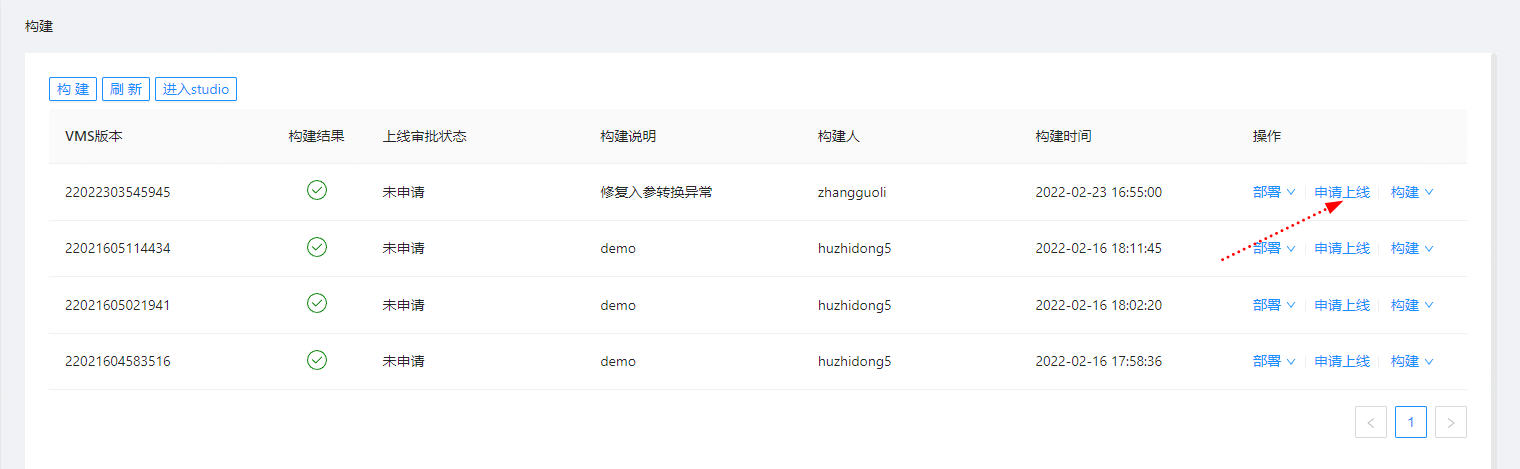 构建
构 建 刷 新 进入studio
VMS版本 构建结果 上线审批状态 构建说明 构建人 构建时间 操作
22022303545945 未申请 修复入参转换异常 zhangguoli 2022-02-23 16:55:00 部署 申请上线 构建
22021605114434 未申请 demo huzhidong5 2022-02-16 18:11:45 部署 申请上线 构建
22021605021941 未申请 demo huzhidong5 2022-02-16 18:02:20 部署 申请上线 构建
22021604583516 未申请 demo huzhidong5 2022-02-16 17:58:36 部署 申请上线 构建
1